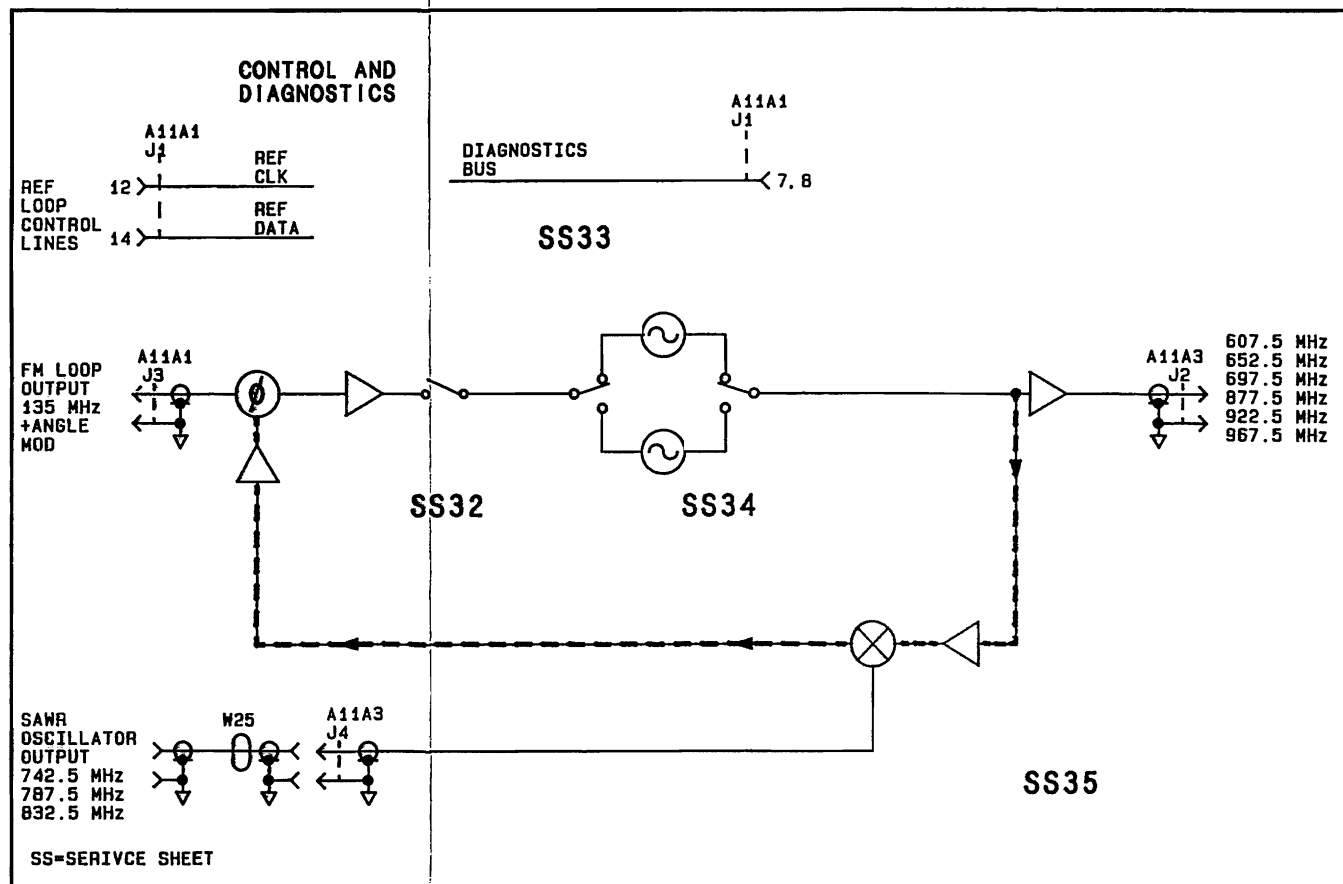 CONTROL AND
DIAGNOSTICS
A11A1
J1
REF
LOOP
CONTROL
LINES
12
REF
CLK
14
REF
DATA
DIAGNOSTICS
BUS
A11A1
J1
7, 8
SS33
FM LOOP
OUTPUT
135 MHz
+ANGLE
MOD
A11A1
J3
Ø
SS32
SS34
A11A3
J2
607.5 MHz
652.5 MHz
697.5 MHz
877.5 MHz
922.5 MHz
967.5 MHz
SAWR
OSCILLATOR
OUTPUT
742.5 MHz
787.5 MHz
832.5 MHz
W25
A11A3
J4
SS35
SS=SERIVCE SHEET